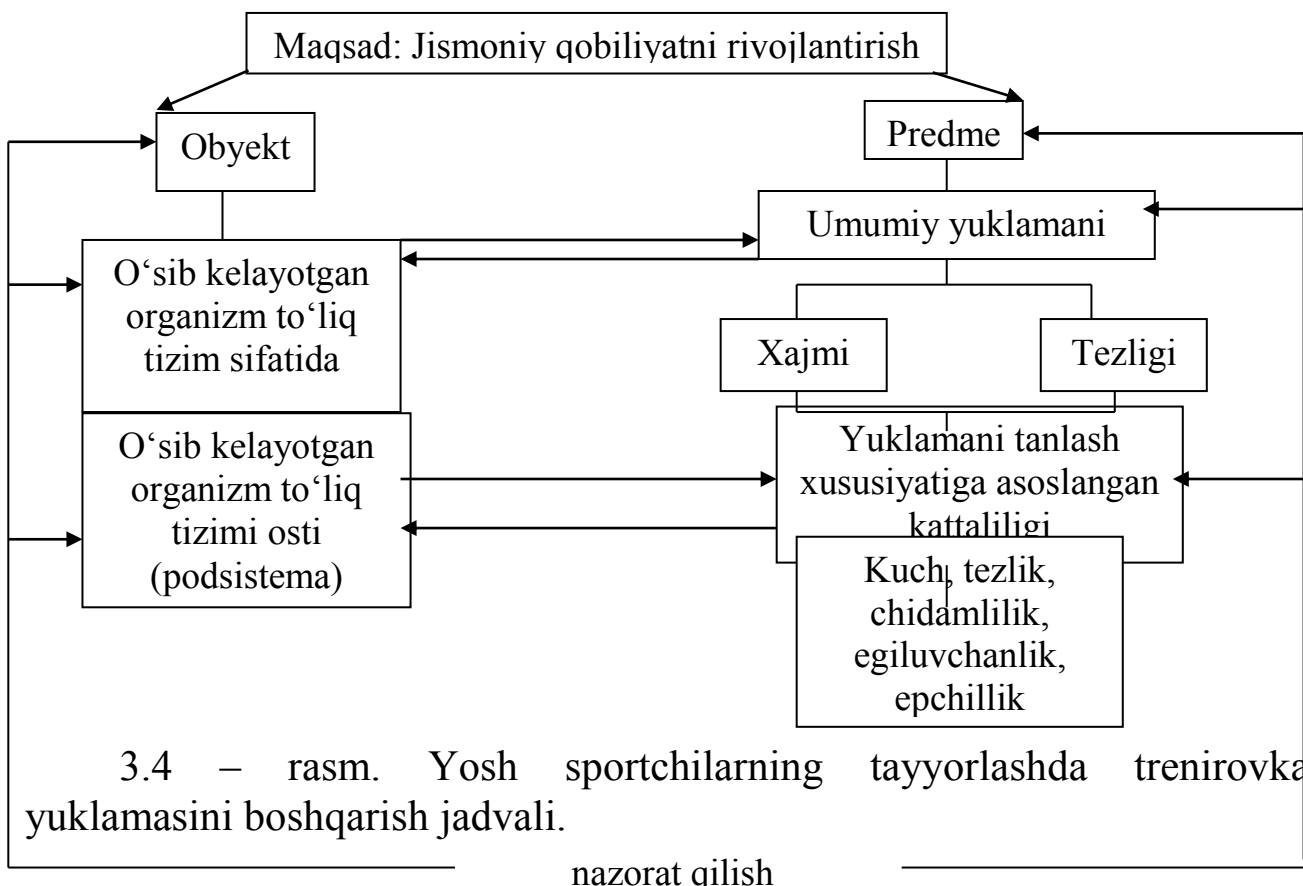 Maqsad: Jismoniy qobiliyatni rivojlantirish
Obyekt
Predme
Umumiy yuklamani
O‘sib kelayotgan
organizm to‘liq
tizim sifatida
Xajmi
Tezligi
O‘sib kelayotgan
organizm to‘liq
tizimi osti
(podsistema)
Yuklamani tanlash
xususiyatiga asoslangan
kattaliligi
Kuch, tezlik,
chidamlilik,
egiluvchanlik,
epchillik
3.4 – rasm. Yosh sportchilarning tayyorlashda trenirovka
yuklamasini boshqarish jadvali.
nazorat qilish